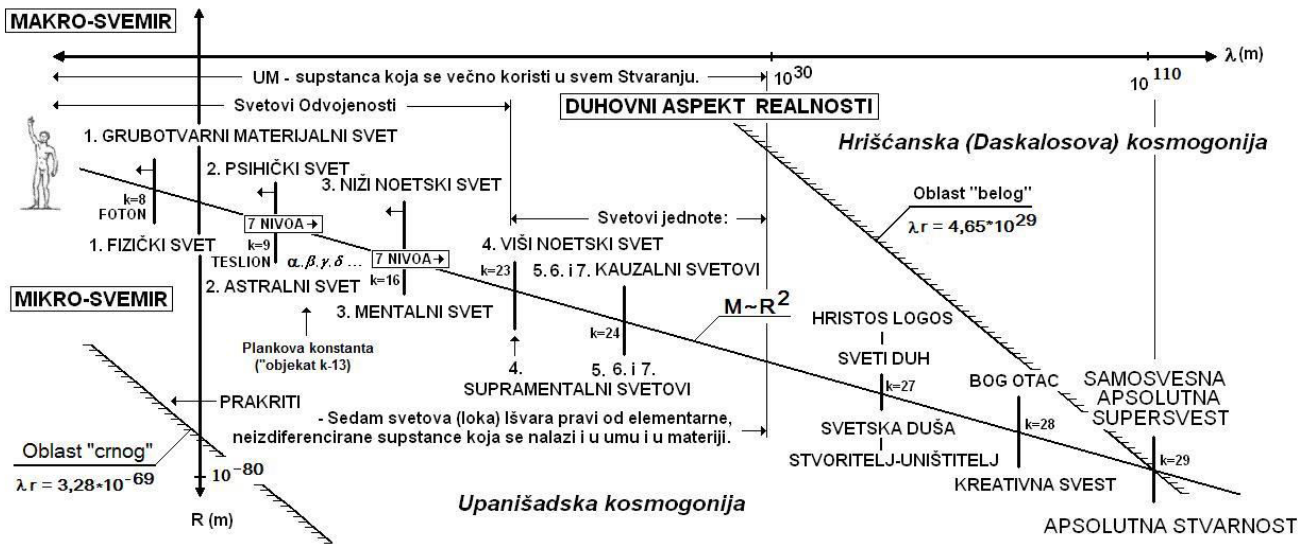 MAKRO-SVEMIR
λ (m)
UM - supstanca koja se večno koristi u svem Stvaranju.
10³⁰
10¹¹⁰
Svetovi Odvojenosti
DUHOVNI ASPEKT REALNOSTI
1. GRUBOTVARNI MATERIJALNI SVET
Hrišćanska (Daskalosova) kosmogonija
2. PSIHIČKI SVET
3. NIŽI NOETSKI SVET
k=8
FOTON
7 NIVOA→
Svetovi jednote:
Oblast "belog"
λ r = 4,65*10²⁹
1. FIZIČKI SVET
k=9
TESLION
α.β.γ.δ ...
7 NIVOA→
k=16
4. VIŠI NOETSKI SVET
k=23
5.6. i 7. KAUZALNI SVETOVI
2. ASTRALNI SVET
MIKRO-SVEMIR
3. MENTALNI SVET
M~R²
k=24
HRISTOS LOGOS
Plankova konstanta
("objekat k-13)
4.
SUPRAMENTALNI SVETOVI
5. 6. i 7.
SVETI DUH
k=27
BOG OTAC
SAMOSVESNA
APSOLUTNA
SUPERSVEST
PRAKRITI
- Sedam svetova (loka) Išvara pravi od elementarne,
neizdiferencirane supstance koja se nalazi i u umu i u materiji.
SVETSKA DUŠA
k=28
STVORITELJ-UNIŠTITELJ
k=29
Oblast "crnog"
λ r = 3,28*10⁻⁶⁹
10⁻⁸⁰
KREATIVNA SVEST
R (m)
Upanišadska kosmogonija
APSOLUTNA STVARNOST